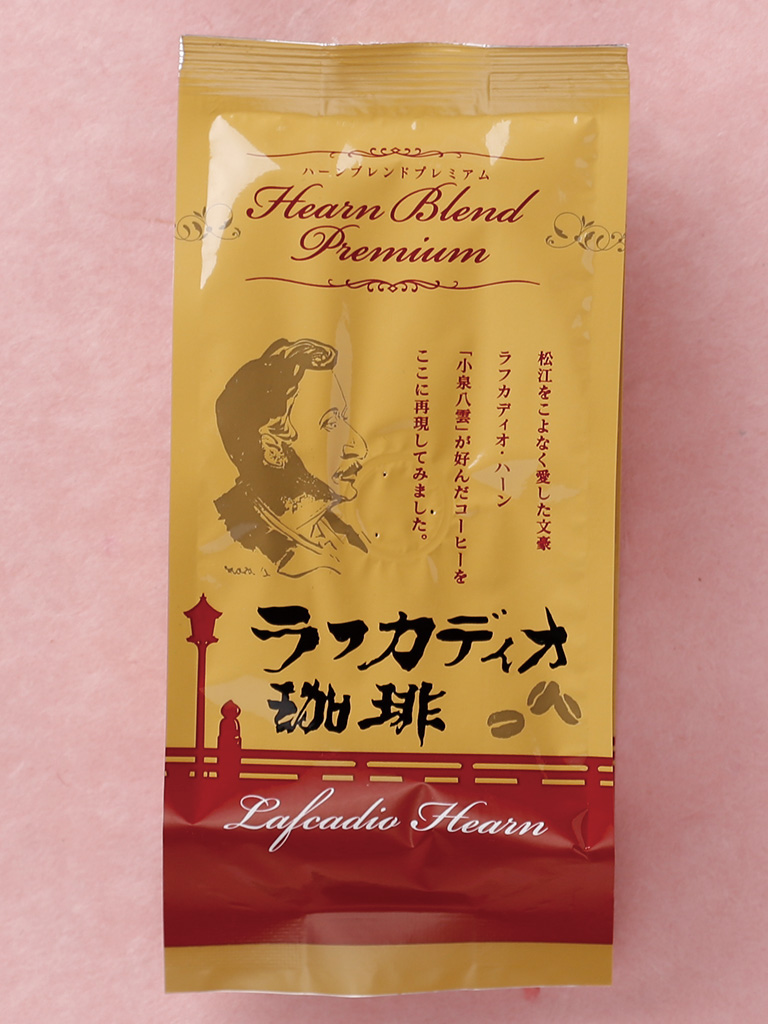 ハーンブレンドプレミアム
Hearn Blend
Premium
松江をこよなく愛した文豪
ラフカディオ・ハーン
「小泉八雲」が好んだコーヒーを
ここに再現してみました。
ラフカディオ
珈琲
Lafcadio Hearn